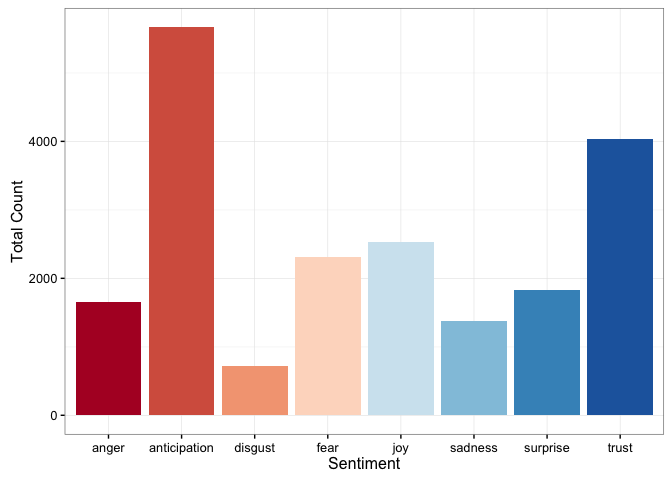 Total Count
4000
2000
0
anger anticipation disgust fear joy sadness surprise trust
Sentiment